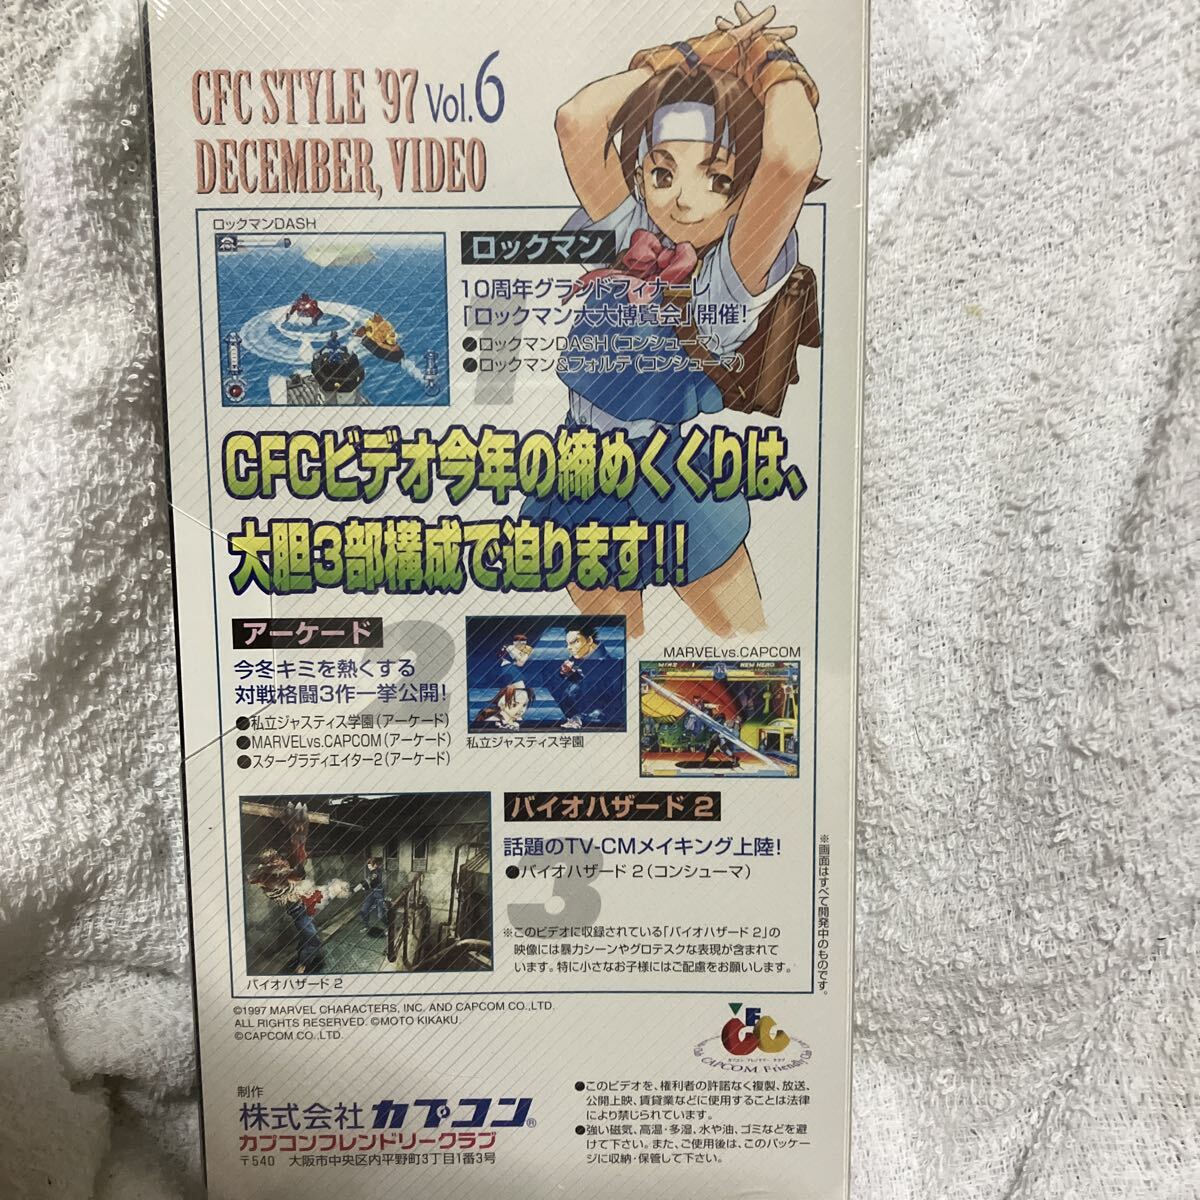 CFC STYLE '97 Vol.6
DECEMBER, VIDEO
ロックマンDASH
ロックマン
10周年グランドフィナーレ
「ロックマン大大博覧会」開催!
●ロックマンDASH(コンシューマ)
●ロックマン&フォルテ(コンシューマ)
1
CFCビデオ今年の締めくくりは、
大胆3部構成で迫ります!!
アーケード
2
今冬キミを熱くする
対戦格闘3作一挙公開!
●私立ジャスティス学園(アーケード)
●MARVELvs.CAPCOM(アーケード)
●スターグラディエイター2(アーケード)
私立ジャスティス学園
MARVELvs.CAPCOM
バイオハザード 2
話題のTV-CMメイキング上陸!
●バイオハザード 2(コンシューマ)
3
※このビデオに収録されている「バイオハザード 2」の
映像には暴力シーンやグロテスクな表現が含まれて
います。特に小さなお子様にはご配慮をお願いします。
バイオハザード 2
※画面はすべて開発中のものです。
©1997 MARVEL CHARACTERS, INC. AND CAPCOM CO.,LTD.
ALL RIGHTS RESERVED. ©MOTO KIKAKU.
©CAPCOM CO.,LTD.
CFC
カプコン フレンドリー クラブ
CAPCOM Friendly Club
制作
株式会社 カプコン®
カプコンフレンドリークラブ
〒540 大阪市中央区内平野町3丁目1番3号
●このビデオを、権利者の許諾なく複製、放送、
公開上映、賃貸業などに使用することは法律
により禁じられています。
●強い磁気、高温・多湿、水や油、ゴミなどを避
けて下さい。また、ご使用後は、このパッケー
ジに収納・保管して下さい。